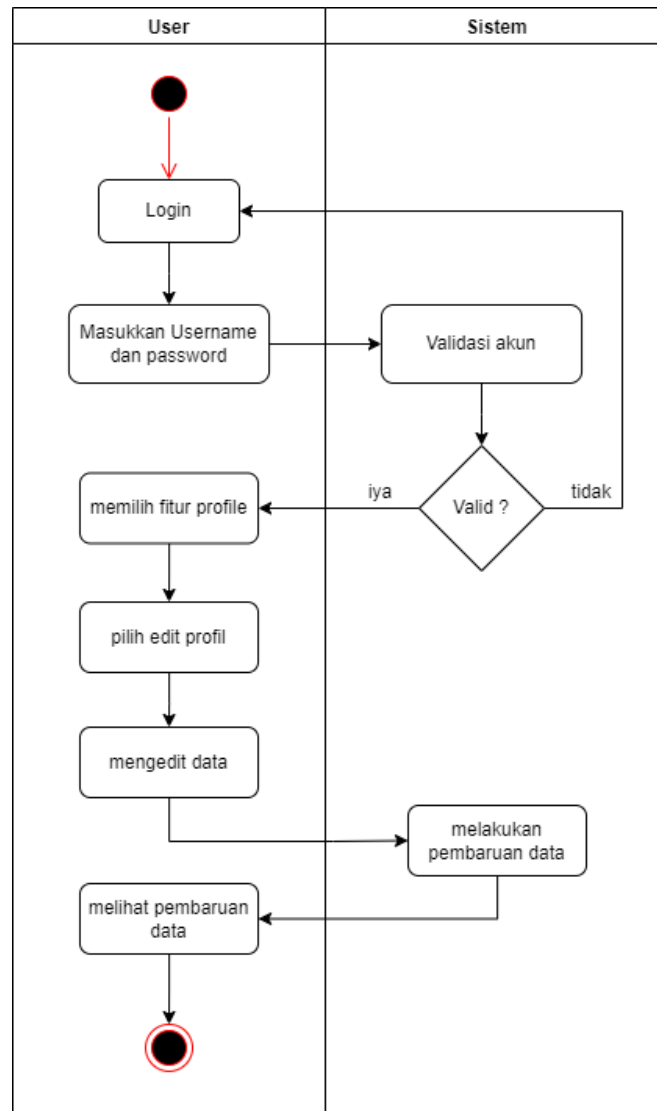 User
Sistem
Login
Masukkan Username
dan password
Validasi akun
memilih fitur profile
iya
Valid ?
tidak
pilih edit profil
mengedit data
melakukan
pembaruan data
melihat pembaruan
data